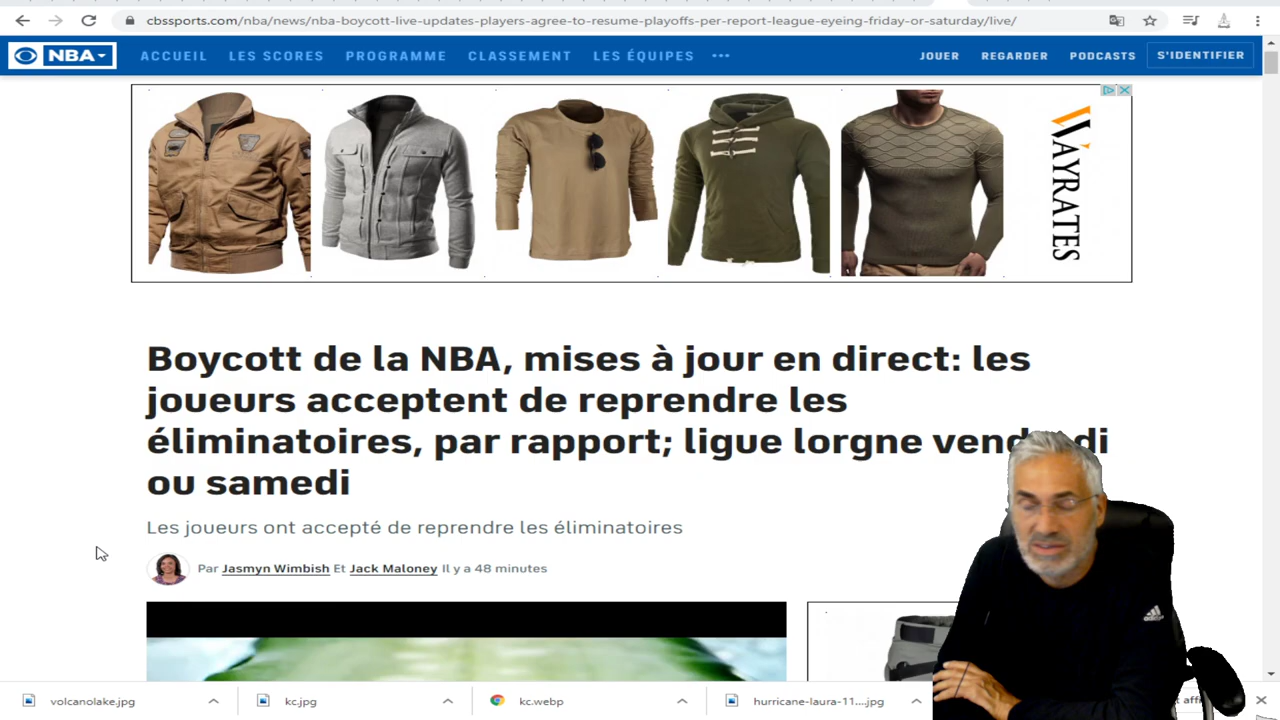 cbssports.com/nba/news/nba-boycott-live-updates-players-agree-to-resume-playoffs-per-report-league-eyeing-friday-or-saturday/live/
NBA ACCUEIL LES SCORES PROGRAMME CLASSEMENT LES ÉQUIPES ••• JOUER REGARDER PODCASTS S'IDENTIFIER
WAYRATES
Boycott de la NBA, mises à jour en direct: les
joueurs acceptent de reprendre les
éliminatoires, par rapport; ligue lorgne
ou samedi
Les joueurs ont accepté de reprendre les éliminatoires
Par Jasmyn Wimbish Et Jack Maloney Il y a 48 minutes
adidas
volcanolake.jpg kc.jpg kc.webp hurricane-laura-11....jpg